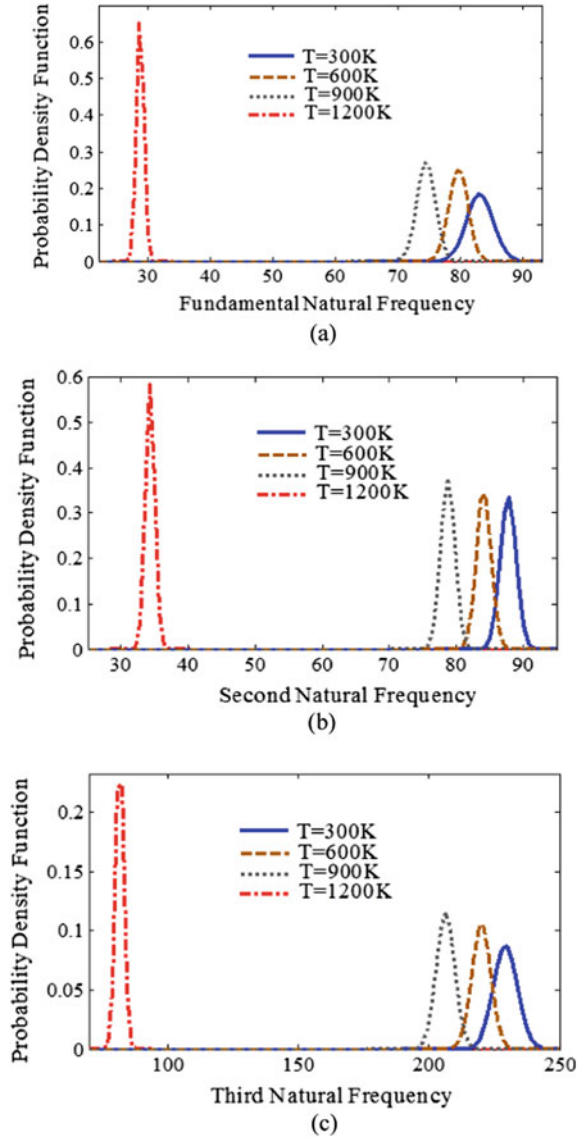 Probability Density Function
0.6
0.5
0.4
0.3
0.2
0.1
0
T=300K
T=600K
T=900K
T=1200K
30 40 50 60 70 80 90
Fundamental Natural Frequency
(a)
Probability Density Function
0.6
0.5
0.4
0.3
0.2
0.1
0
T=300K
T=600K
T=900K
T=1200K
30 40 50 60 70 80 90
Second Natural Frequency
(b)
Probability Density Function
0.2
0.15
0.1
0.05
0
T=300K
T=600K
T=900K
T=1200K
100 150 200 250
Third Natural Frequency
(c)